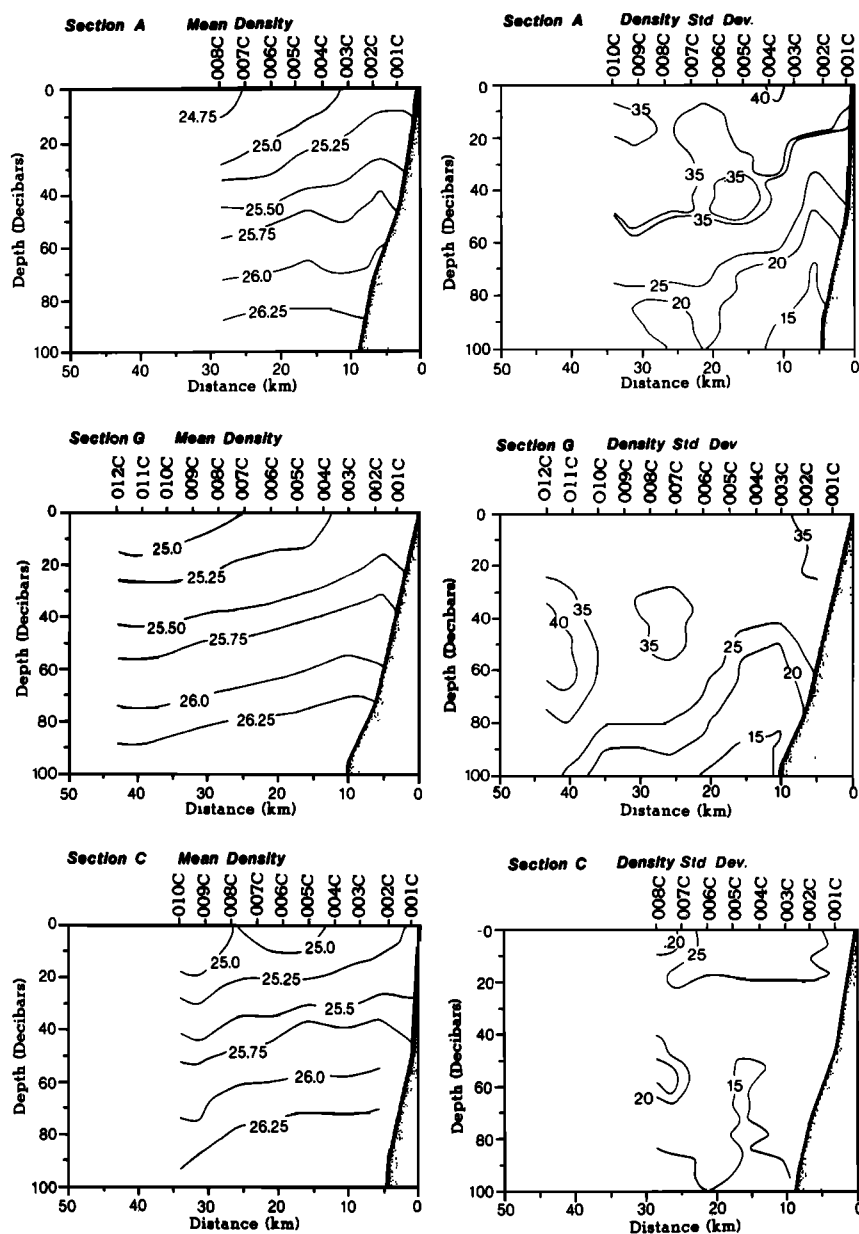 Section A Mean Density
008C 007C 006C 005C 004C 003C 002C 001C
0
20
40
60
80
100
Depth (Decibars)
24.75
25.0
25.25
25.50
25.75
26.0
26.25
50 40 30 20 10 0
Distance (km)
Section A Density Std Dev.
010C 009C 008C 007C 006C 005C 004C 003C 002C 001C
0
20
40
60
80
100
Depth (Decibars)
40
35
35
35
35
25
20
20
15
50 40 30 20 10 0
Distance (km)
Section G Mean Density
012C 011C 010C 009C 008C 007C 006C 005C 004C 003C 002C 001C
0
20
40
60
80
100
Depth (Decibars)
25.0
25.25
25.50
25.75
26.0
26.25
50 40 30 20 10 0
Distance (km)
Section G Density Std Dev
012C 011C 010C 009C 008C 007C 006C 005C 004C 003C 002C 001C
0
20
40
60
80
100
Depth (Decibars)
35
35
40
35
25
20
15
50 40 30 20 10 0
Distance (km)
Section C Mean Density
010C 009C 008C 007C 006C 005C 004C 003C 002C 001C
0
20
40
60
80
100
Depth (Decibars)
25.0
25.0
25.25
25.5
25.75
26.0
26.25
50 40 30 20 10 0
Distance (km)
Section C Density Std Dev.
008C 007C 006C 005C 004C 003C 002C 001C
-0
20
40
60
80
100
Depth (Decibars)
.20
25
15
20
50 40 30 20 10 0
Distance (km)